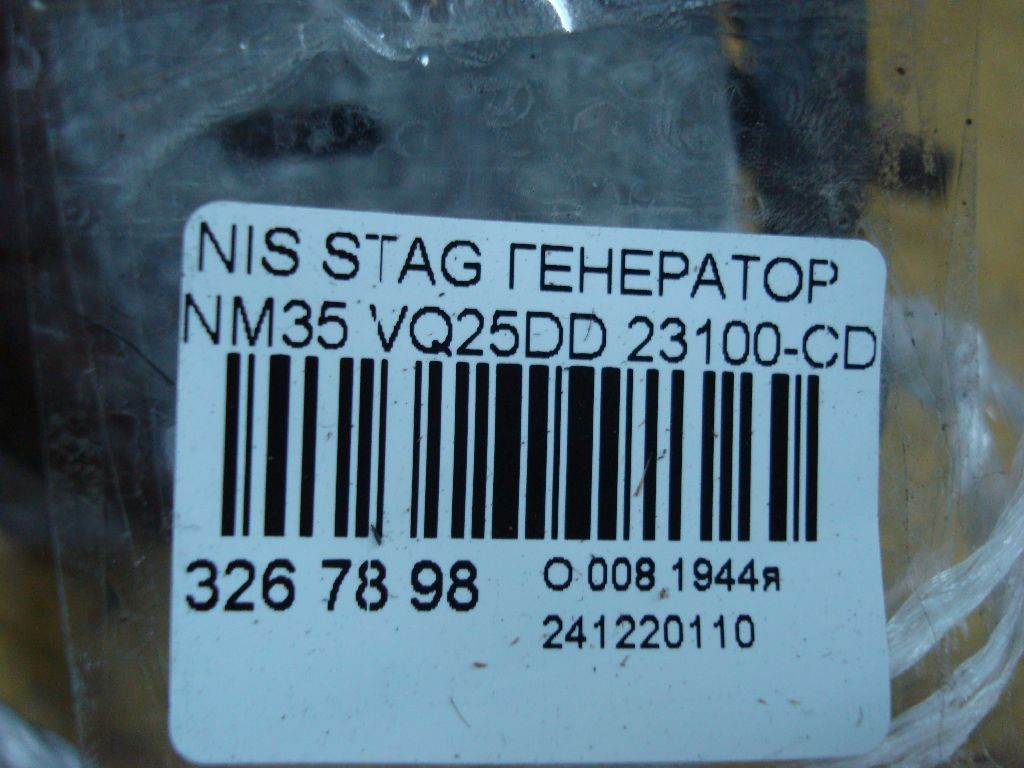 NIS STAG ГЕНЕРАТОР
NM35 VQ25DD 23100-CD
326 78 98
О 008 1944я
241220110